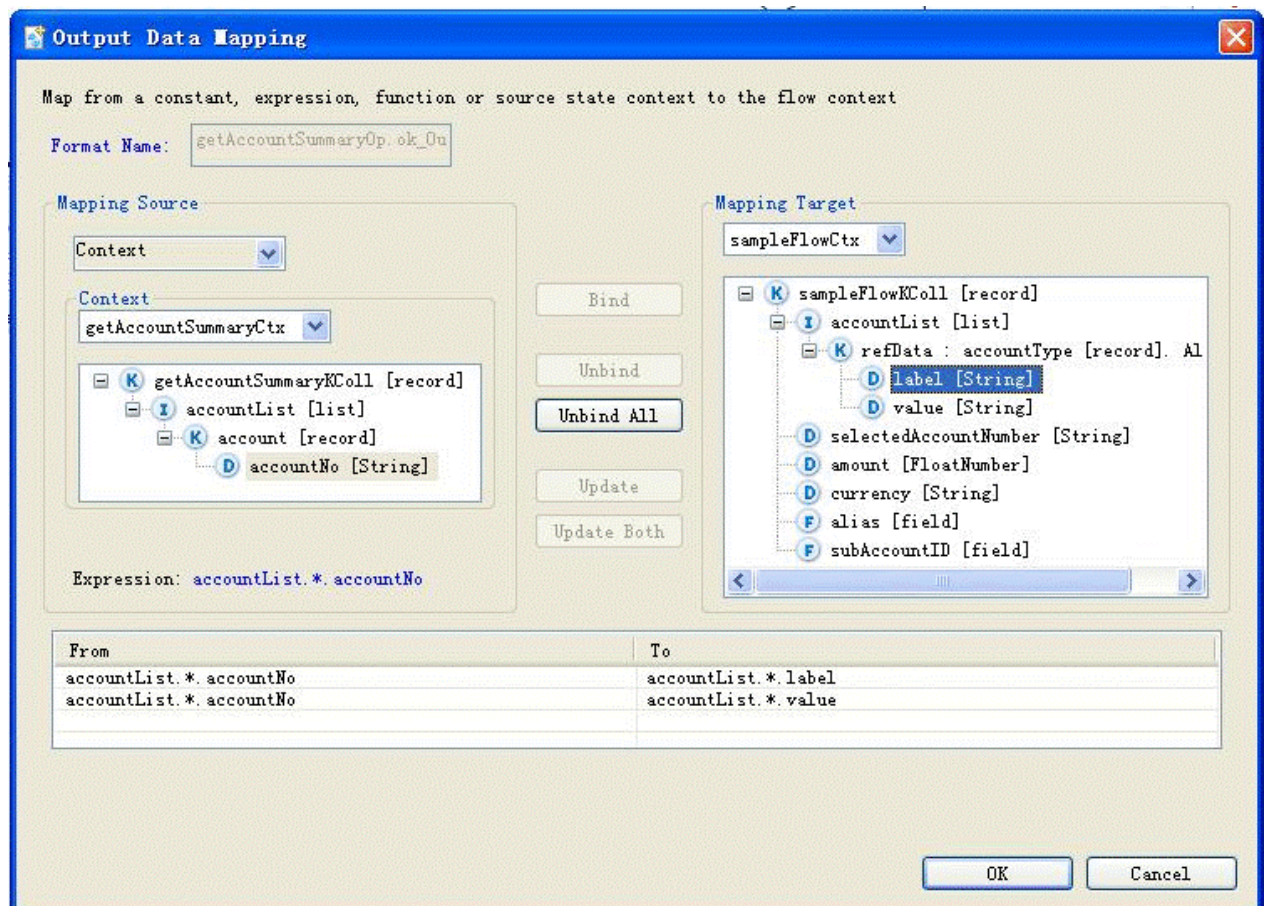 Output Data Mapping
Map from a constant, expression, function or source state context to the flow context
Format Name: getAccountSummaryOp.ok_Ou
Mapping Source
Context
Context
getAccountSummaryCtx
K getAccountSummaryKColl [record]
I accountList [list]
K account [record]
D accountNo [String]
Expression: accountList.*.accountNo
Bind
Unbind
Unbind All
Update
Update Both
Mapping Target
sampleFlowCtx
K sampleFlowKColl [record]
I accountList [list]
K refData : accountType [record]. Al
D label [String]
D value [String]
D selectedAccountNumber [String]
D amount [FloatNumber]
D currency [String]
F alias [field]
F subAccountID [field]
From To
accountList.*.accountNo accountList.*.label
accountList.*.accountNo accountList.*.value
OK Cancel